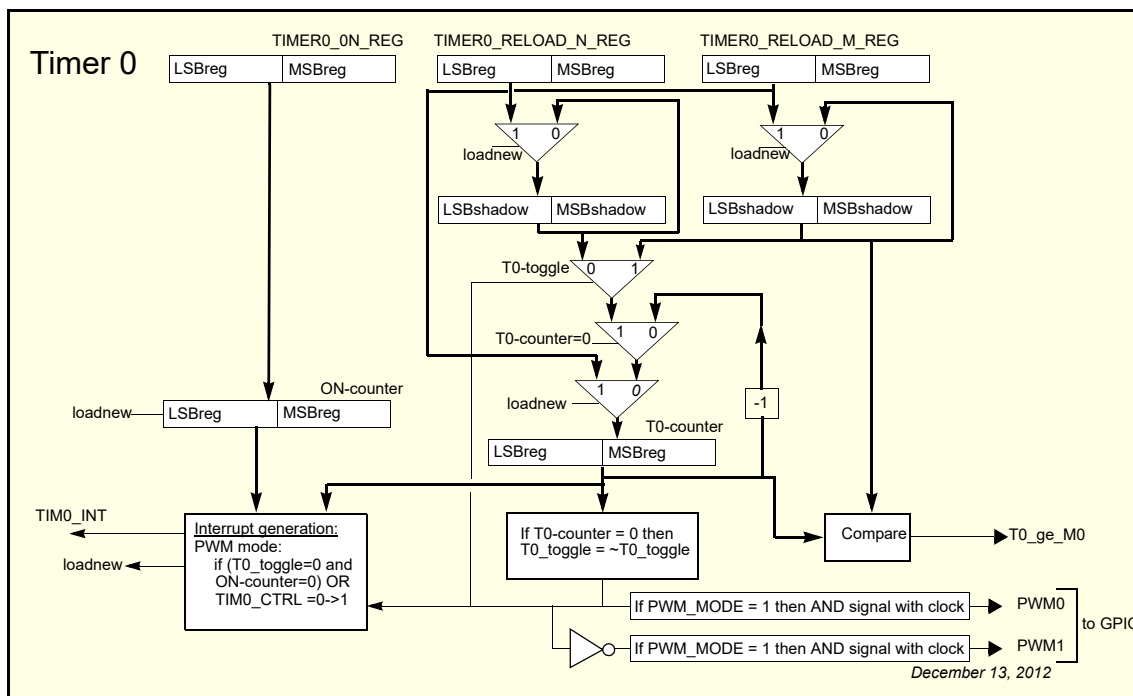 Timer 0
TIMER0_0N_REG
TIMER0_RELOAD_N_REG
TIMER0_RELOAD_M_REG
LSBreg MSBreg
LSBreg MSBreg
LSBreg MSBreg
1 0
loadnew
1 0
loadnew
LSBshadow MSBshadow
LSBshadow MSBshadow
T0-toggle
0 1
1 0
T0-counter=0
1 0
loadnew
ON-counter
loadnew
LSBreg MSBreg
-1
T0-counter
LSBreg MSBreg
TIM0_INT
loadnew
Interrupt generation:
PWM mode:
if (T0_toggle=0 and
ON-counter=0) OR
TIM0_CTRL =0->1
If T0-counter = 0 then
T0_toggle = ~T0_toggle
Compare
T0_ge_M0
If PWM_MODE = 1 then AND signal with clock
PWM0
to GPIO
If PWM_MODE = 1 then AND signal with clock
PWM1
December 13, 2012